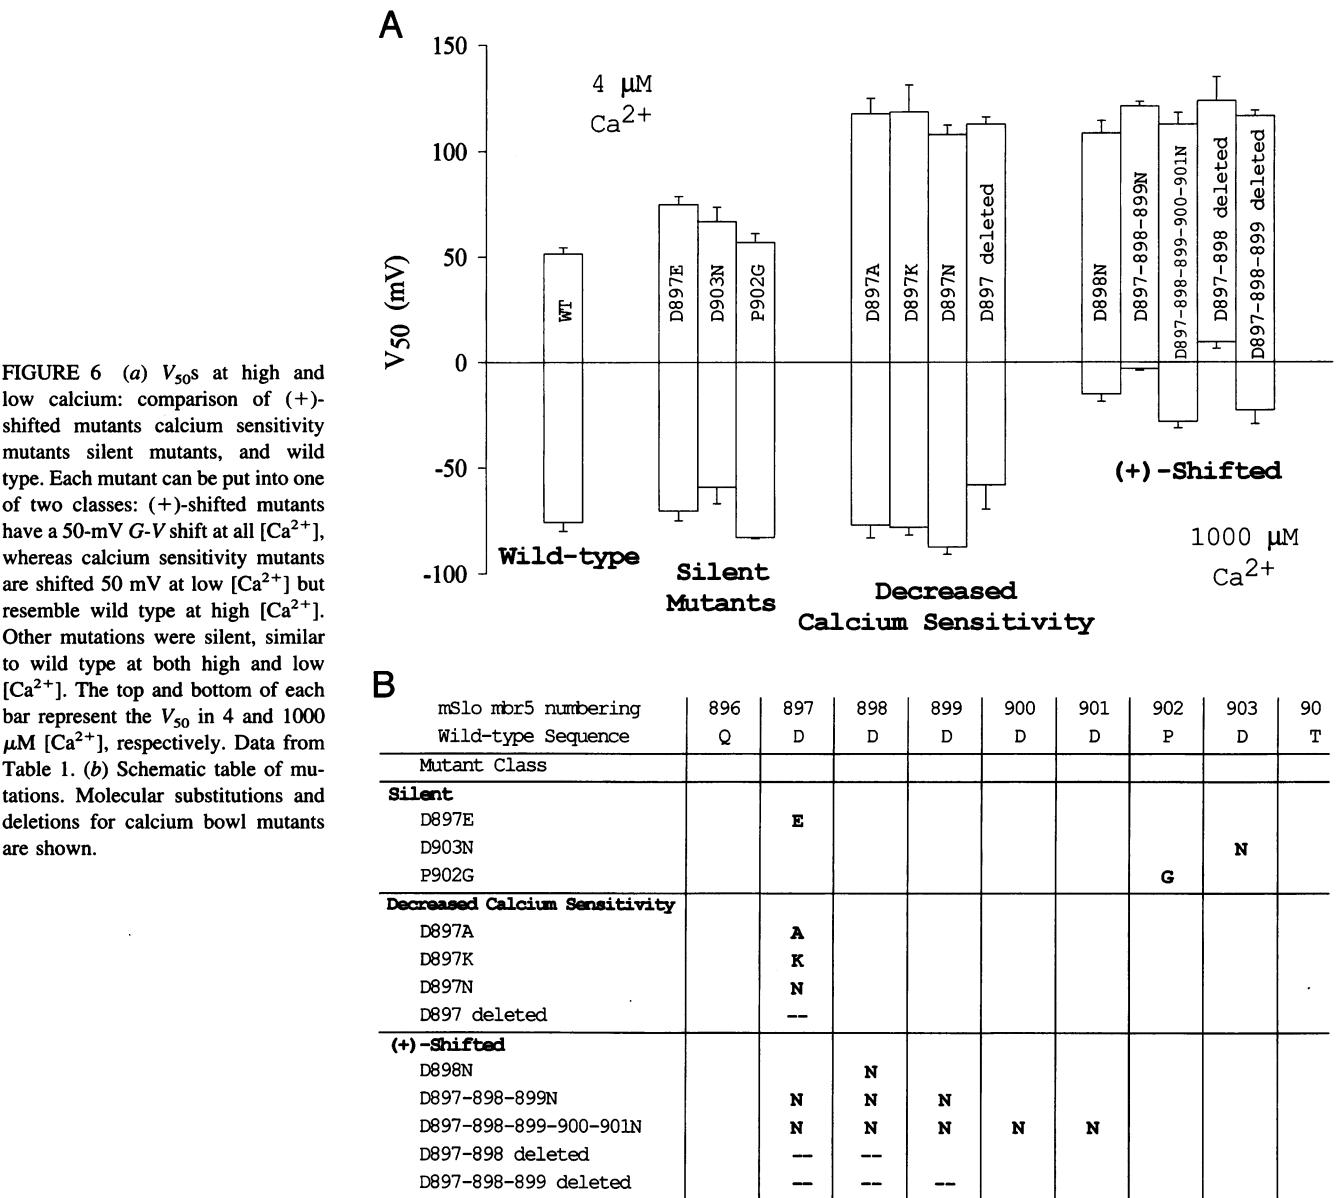 A
150
100
50
0
-50
-100
V50 (mV)
4 µM
Ca2+
WT
D897E
D903N
P902G
D897A
D897K
D897N
D897 deleted
D898N
D897-898-899N
D897-898-899-900-901N
D897-898 deleted
D897-898-899 deleted
Wild-type
Silent
Mutants
Decreased
Calcium Sensitivity
(+)-Shifted
1000 µM
Ca2+
FIGURE 6 (a) V50s at high and
low calcium: comparison of (+)-
shifted mutants calcium sensitivity
mutants silent mutants, and wild
type. Each mutant can be put into one
of two classes: (+)-shifted mutants
have a 50-mV G-V shift at all [Ca2+],
whereas calcium sensitivity mutants
are shifted 50 mV at low [Ca2+] but
resemble wild type at high [Ca2+].
Other mutations were silent, similar
to wild type at both high and low
[Ca2+]. The top and bottom of each
bar represent the V50 in 4 and 1000
µM [Ca2+], respectively. Data from
Table 1. (b) Schematic table of mu-
tations. Molecular substitutions and
deletions for calcium bowl mutants
are shown.
B
mSlo mbr5 numbering 896 897 898 899 900 901 902 903 90
Wild-type Sequence Q D D D D D P D T
Mutant Class
Silent
D897E E
D903N N
P902G G
Decreased Calcium Sensitivity
D897A A
D897K K
D897N N
D897 deleted --
(+)-Shifted
D898N N
D897-898-899N N N N
D897-898-899-900-901N N N N N N
D897-898 deleted -- --
D897-898-899 deleted -- -- --